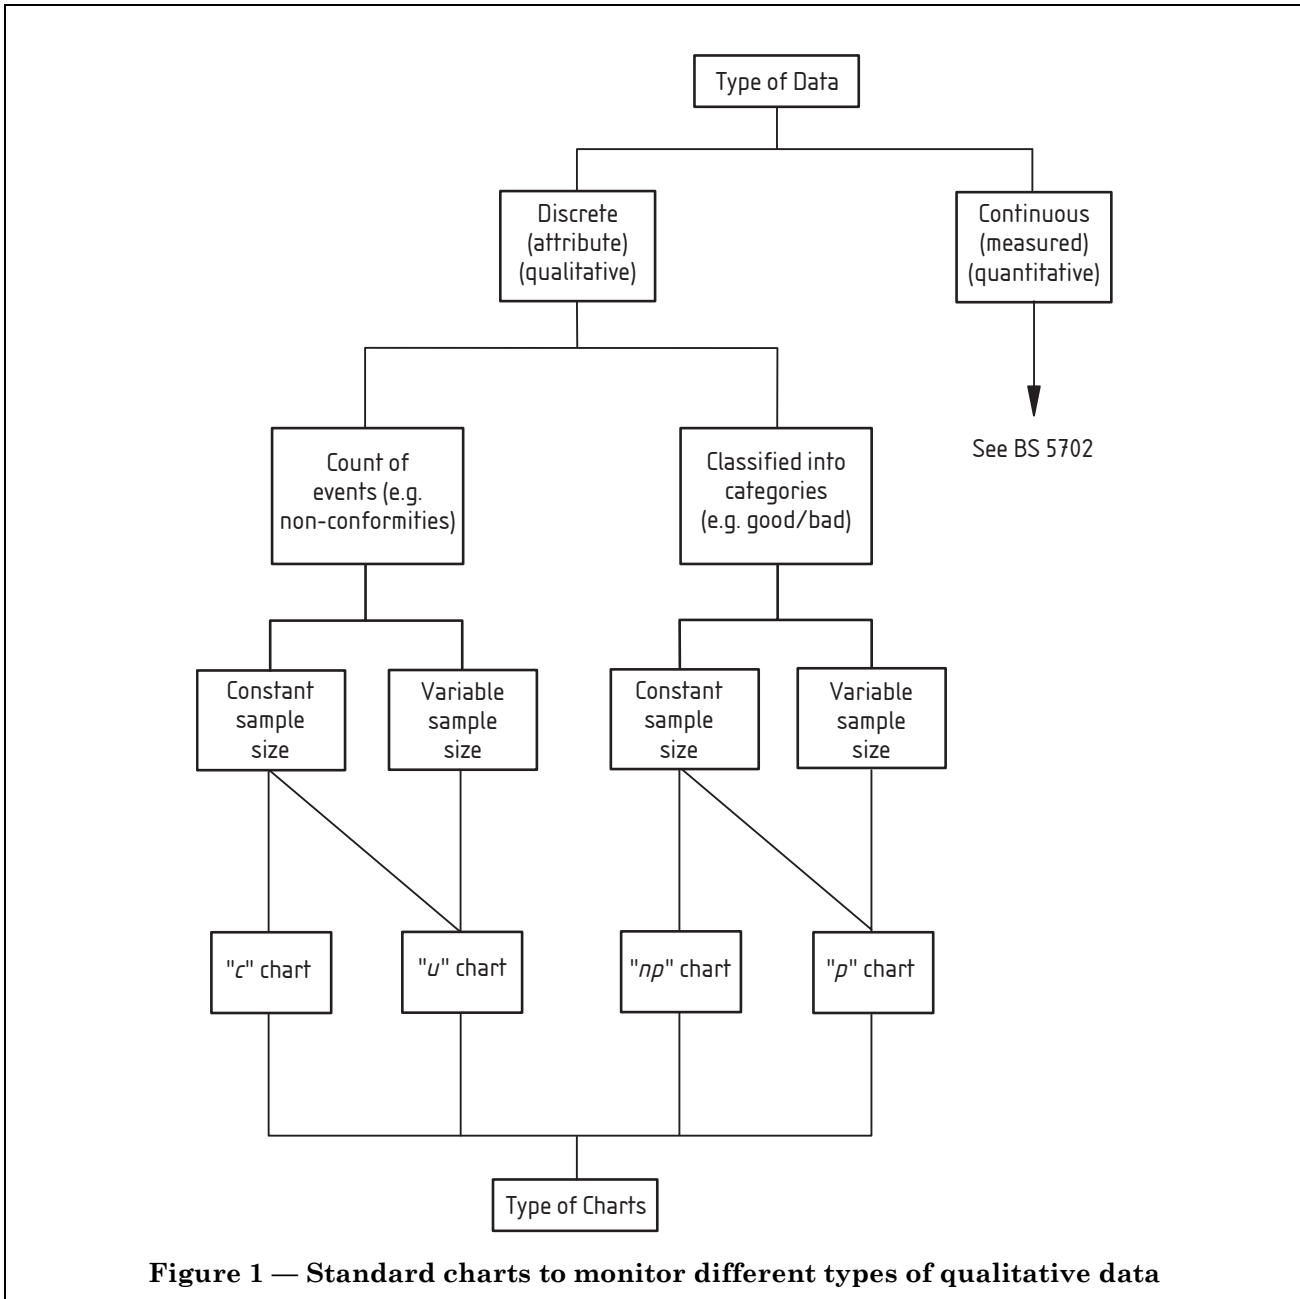 Type of Data
Discrete
(attribute)
(qualitative)
Continuous
(measured)
(quantitative)
See BS 5702
Count of
events (e.g.
non-conformities)
Classified into
categories
(e.g. good/bad)
Constant
sample
size
Variable
sample
size
Constant
sample
size
Variable
sample
size
"c" chart
"u" chart
"np" chart
"p" chart
Type of Charts
Figure 1 — Standard charts to monitor different types of qualitative data